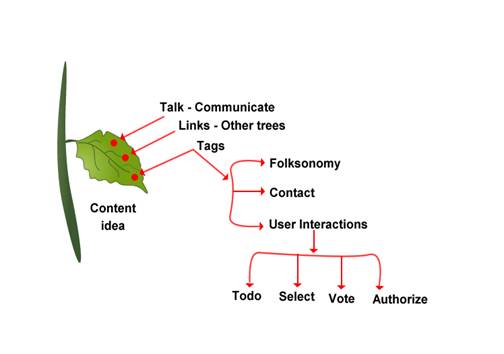 Talk - Communicate
Links - Other trees
Tags
Folksonomy
Contact
Content
idea
User Interactions
Todo
Select
Vote
Authorize